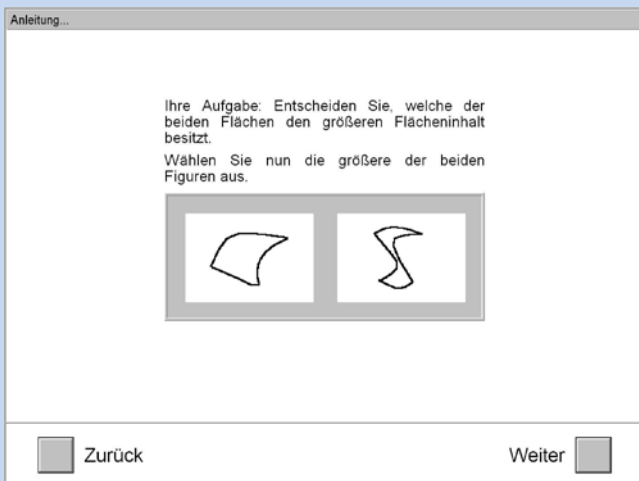 Anleitung...
Ihre Aufgabe: Entscheiden Sie, welche der
beiden Flächen den größeren Flächeninhalt
besitzt.
Wählen Sie nun die größere der beiden
Figuren aus.
Zurück
Weiter